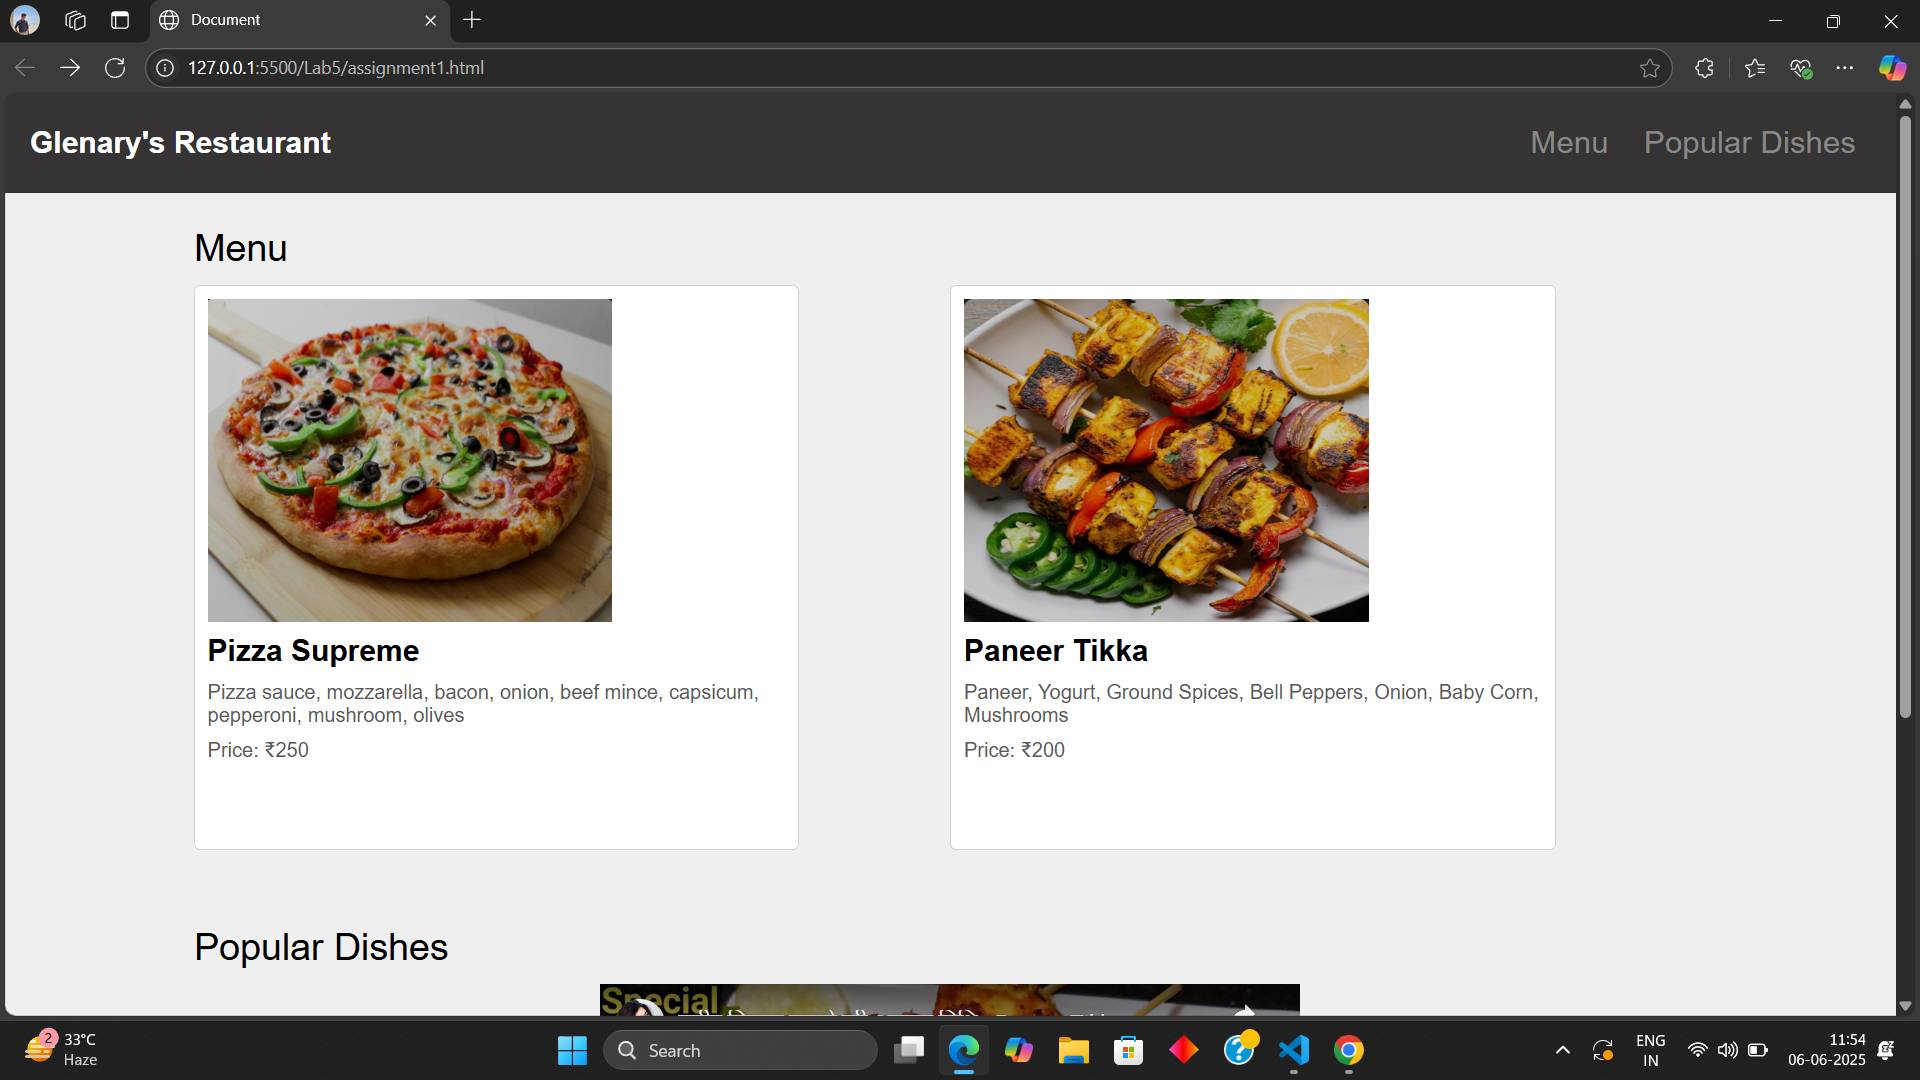 Document
127.0.0.1:5500/Lab5/assignment1.html
Glenary's Restaurant
Menu
Popular Dishes
Menu
Pizza Supreme
Pizza sauce, mozzarella, bacon, onion, beef mince, capsicum,
pepperoni, mushroom, olives
Price: ₹250
Paneer Tikka
Paneer, Yogurt, Ground Spices, Bell Peppers, Onion, Baby Corn,
Mushrooms
Price: ₹200
Popular Dishes
Special
2
33°C
Haze
Search
ENG
IN
11:54
06-06-2025